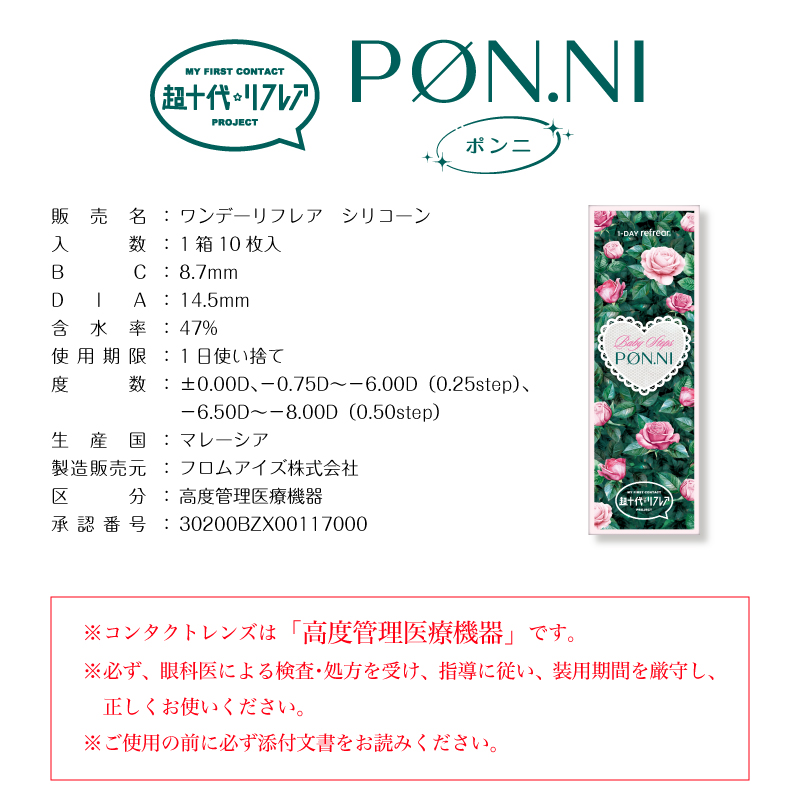 MY FIRST CONTACT
超十代☆リフレア
PROJECT
PØN.NI
ポンニ
販売名：ワンデーリフレア　シリコーン
入数：1箱10枚入
BC：8.7mm
DIA：14.5mm
含水率：47%
使用期限：1日使い捨て
度数：±0.00D、−0.75D〜−6.00D（0.25step）、
−6.50D〜−8.00D（0.50step）
生産国：マレーシア
製造販売元：フロムアイズ株式会社
区分：高度管理医療機器
承認番号：30200BZX00117000
1-DAY refrear
Baby Steps
PØN.NI
MY FIRST CONTACT
超十代☆リフレア
PROJECT
※コンタクトレンズは「高度管理医療機器」です。
※必ず、眼科医による検査・処方を受け、指導に従い、装用期間を厳守し、
正しくお使いください。
※ご使用の前に必ず添付文書をお読みください。